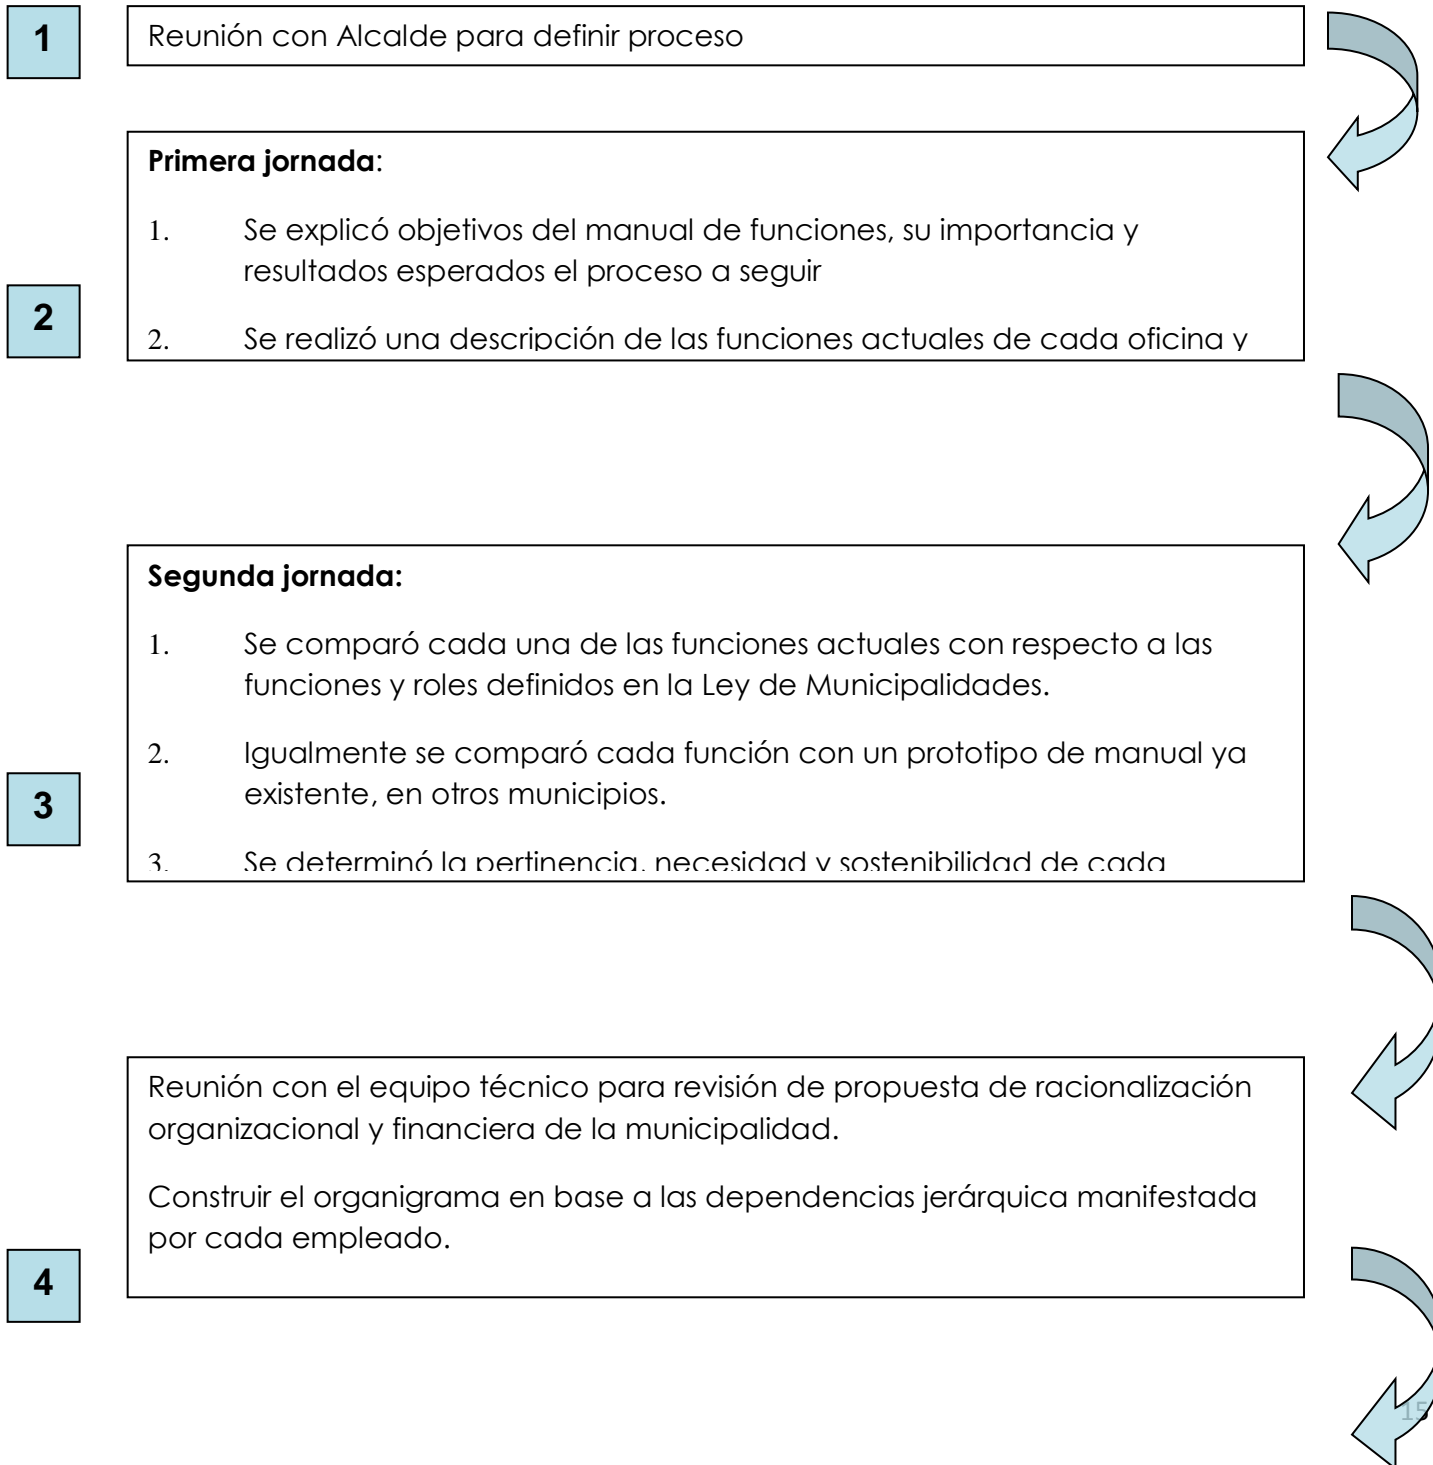 1
Reunión con Alcalde para definir proceso
Primera jornada:
1. Se explicó objetivos del manual de funciones, su importancia y
resultados esperados el proceso a seguir
2
2. Se realizó una descripción de las funciones actuales de cada oficina y
Segunda jornada:
1. Se comparó cada una de las funciones actuales con respecto a las
funciones y roles definidos en la Ley de Municipalidades.
2. Igualmente se comparó cada función con un prototipo de manual ya
existente, en otros municipios.
3
3. Se determinó la pertinencia, necesidad y sostenibilidad de cada
Reunión con el equipo técnico para revisión de propuesta de racionalización
organizacional y financiera de la municipalidad.
Construir el organigrama en base a las dependencias jerárquica manifestada
por cada empleado.
4
15